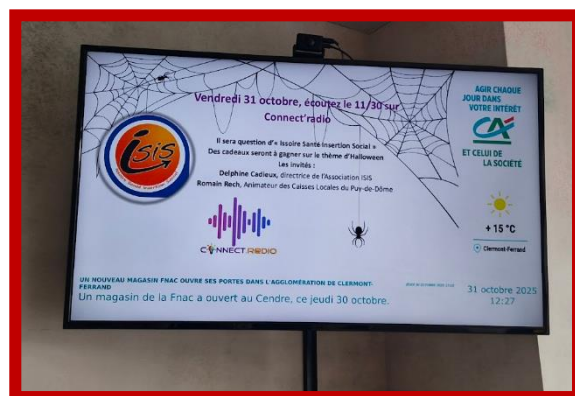 Vendredi 31 octobre, écoutez le 11/30 sur
Connect'radio
Il sera question d'« Issoire Santé Insertion Social »
Des cadeaux seront à gagner sur le thème d'Halloween
Les invités :
Delphine Cadieux, directrice de l'Association ISIS
Romain Roch, Animateur des Caisses Locales du Puy-de-Dôme
isis
CONNECT.RADIO
AGIR CHAQUE
JOUR DANS
VOTRE INTÉRÊT
CA
ET CELUI DE
LA SOCIÉTÉ
+ 15 °C
Clermont-Ferrand
UN NOUVEAU MAGASIN FNAC OUVRE SES PORTES DANS L'AGGLOMÉRATION DE CLERMONT-
FERRAND
Un magasin de la Fnac a ouvert au Cendre, ce jeudi 30 octobre.
31 octobre 2025
12:27